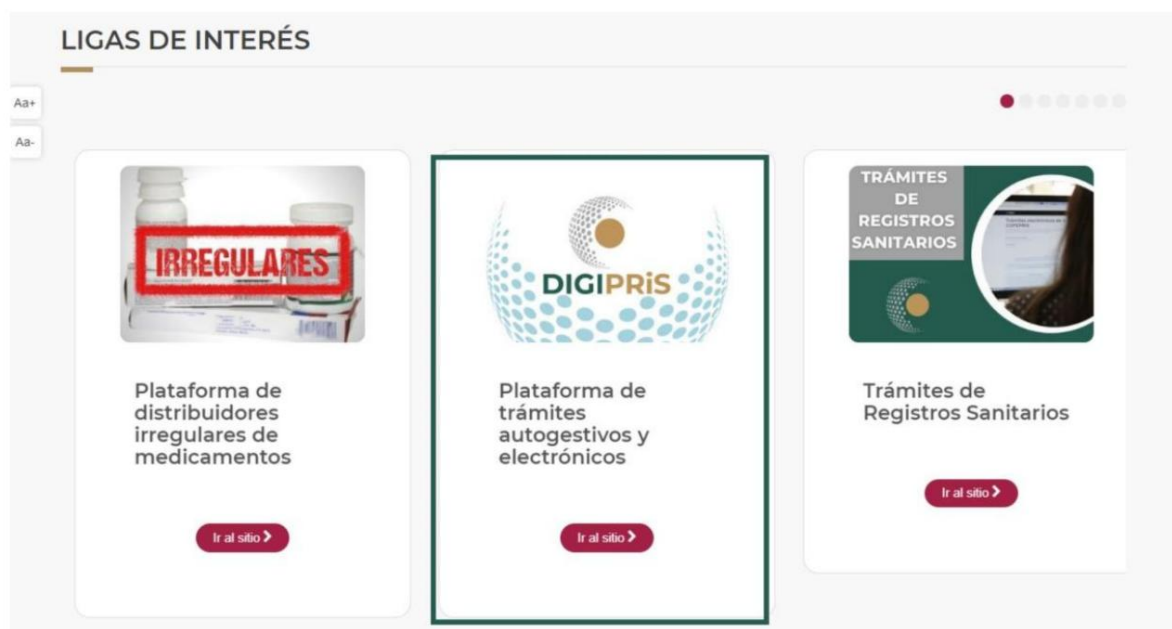 LIGAS DE INTERÉS
Aa+
Aa-
IRREGULARES
Plataforma de
distribuidores
irregulares de
medicamentos
Ir al sitio
DIGIPRiS
Plataforma de
trámites
autogestivos y
electrónicos
Ir al sitio
TRÁMITES
DE
REGISTROS
SANITARIOS
Trámites de
Registros Sanitarios
Ir al sitio